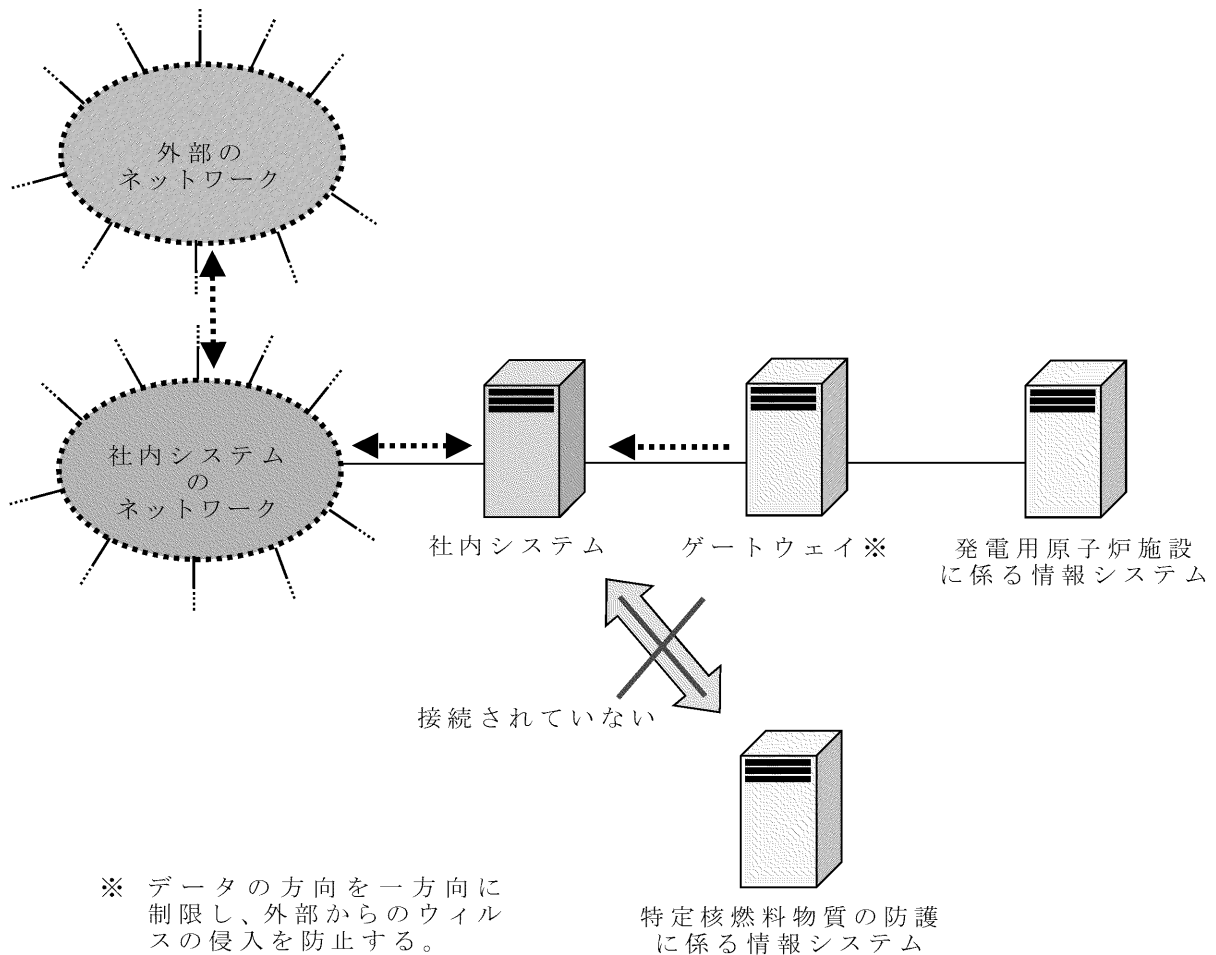 外部の
ネットワーク
社内システム
の
ネットワーク
社内システム
ゲートウェイ※
発電用原子炉施設
に係る情報システム
接続されていない
特定核燃料物質の防護
に係る情報システム
※ データの方向を一方向に
制限し、外部からのウィル
スの侵入を防止する。